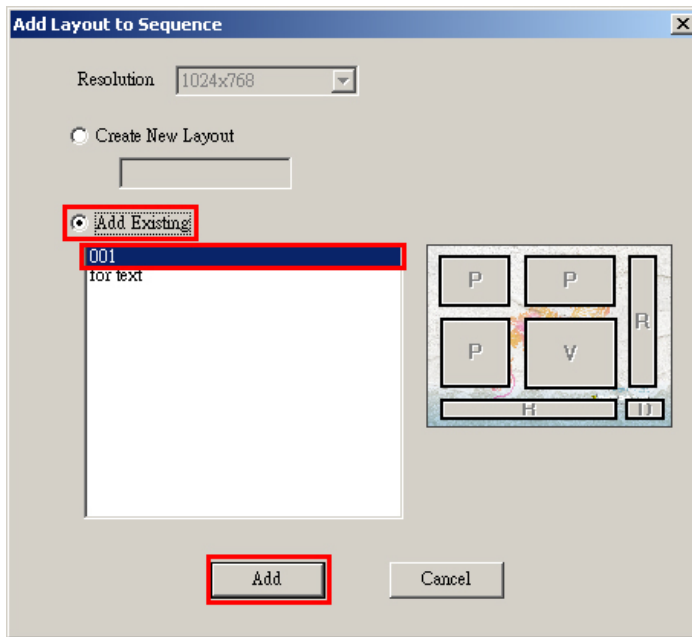 Add Layout to Sequence
Resolution 1024x768
Create New Layout
Add Existing
001
for text
P P
R
P V
R D
Add Cancel